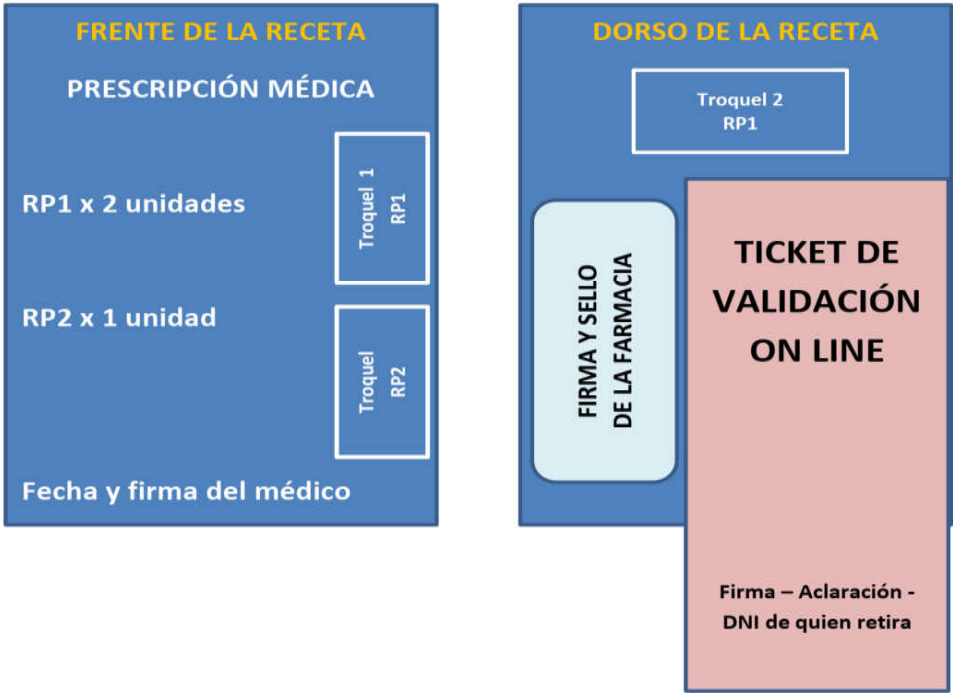 FRENTE DE LA RECETA
PRESCRIPCIÓN MÉDICA
RP1 x 2 unidades
Troquel 1
RP1
RP2 x 1 unidad
Troquel
RP2
Fecha y firma del médico
DORSO DE LA RECETA
Troquel 2
RP1
FIRMA Y SELLO
DE LA FARMACIA
TICKET DE
VALIDACIÓN
ON LINE
Firma – Aclaración -
DNI de quien retira